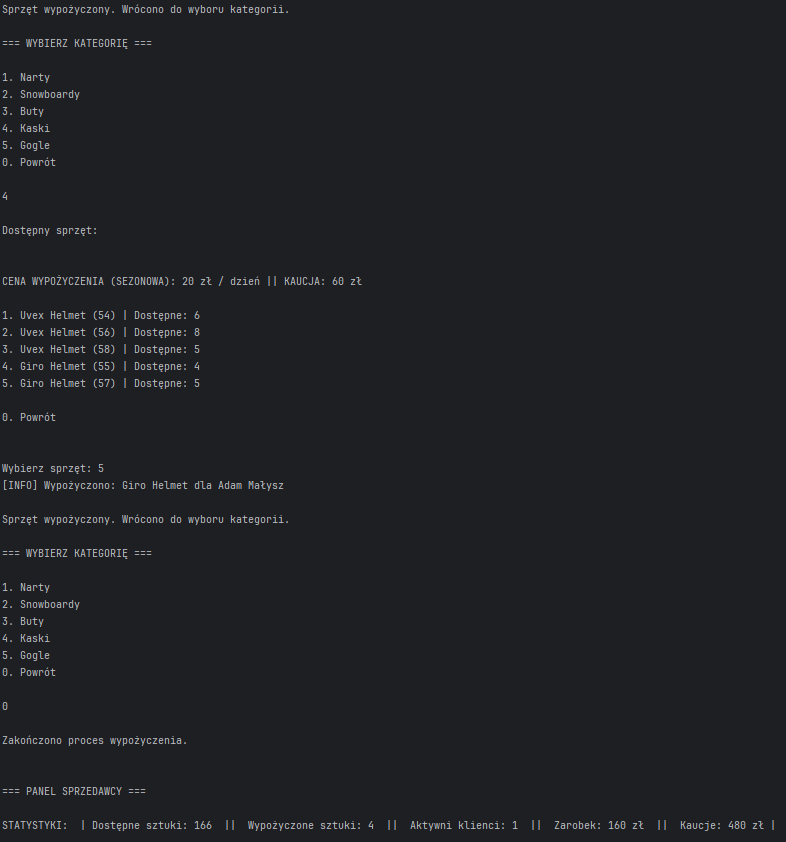 Sprzęt wypożyczony. Wrócono do wyboru kategorii.
=== WYBIERZ KATEGORIĘ ===
1. Narty
2. Snowboardy
3. Buty
4. Kaski
5. Gogle
0. Powrót
4
Dostępny sprzęt:
CENA WYPOŻYCZENIA (SEZONOWA): 20 zł / dzień || KAUCJA: 60 zł
1. Uvex Helmet (54) | Dostępne: 6
2. Uvex Helmet (56) | Dostępne: 8
3. Uvex Helmet (58) | Dostępne: 5
4. Giro Helmet (55) | Dostępne: 4
5. Giro Helmet (57) | Dostępne: 5
0. Powrót
Wybierz sprzęt: 5
[INFO] Wypożyczono: Giro Helmet dla Adam Małysz
Sprzęt wypożyczony. Wrócono do wyboru kategorii.
=== WYBIERZ KATEGORIĘ ===
1. Narty
2. Snowboardy
3. Buty
4. Kaski
5. Gogle
0. Powrót
0
Zakończono proces wypożyczenia.
=== PANEL SPRZEDAWCY ===
STATYSTYKI:  | Dostępne sztuki: 166  ||  Wypożyczone sztuki: 4  ||  Aktywni klienci: 1  ||  Zarobek: 160 zł  ||  Kaucje: 480 zł |